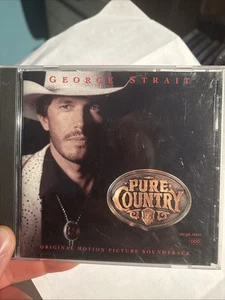 GEORGE STRAIT
PURE
COUNTRY
ORIGINAL MOTION PICTURE SOUNDTRACK